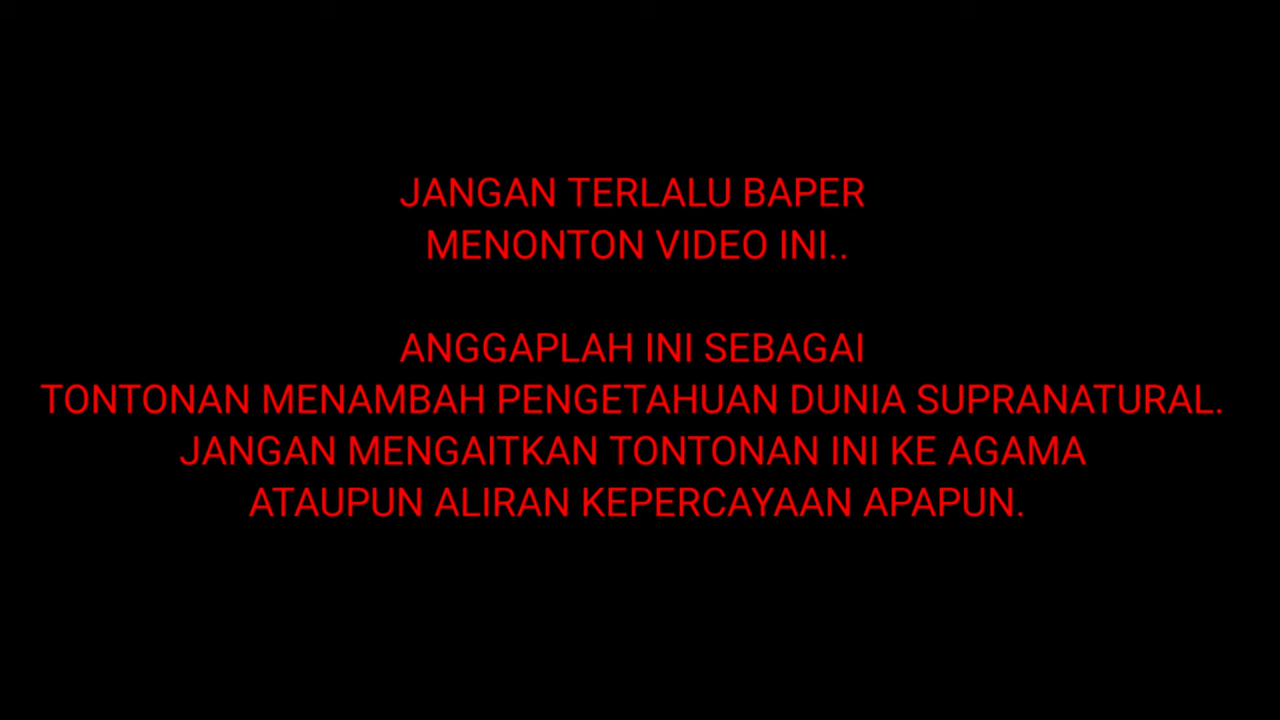 JANGAN TERLALU BAPER
MENONTON VIDEO INI..
ANGGAPLAH INI SEBAGAI
TONTONAN MENAMBAH PENGETAHUAN DUNIA SUPRANATURAL.
JANGAN MENGAITKAN TONTONAN INI KE AGAMA
ATAUPUN ALIRAN KEPERCAYAAN APAPUN.